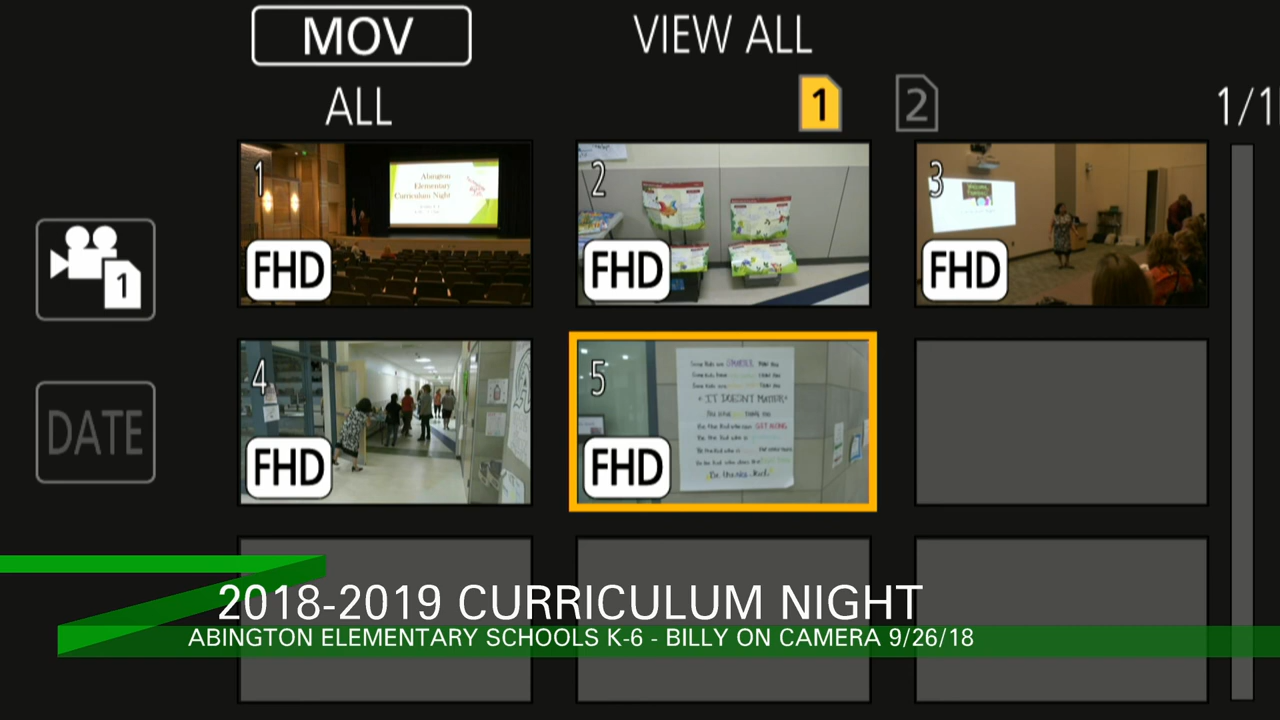 MOV
VIEW ALL
ALL
1
2
1/1
1
Abington
Elementary
Curriculum Night
FHD
2
FHD
3
FHD
1
4
FHD
5
IT DOESN'T MATTER
GET ALONG
FHD
DATE
2018-2019 CURRICULUM NIGHT
ABINGTON ELEMENTARY SCHOOLS K-6 - BILLY ON CAMERA 9/26/18